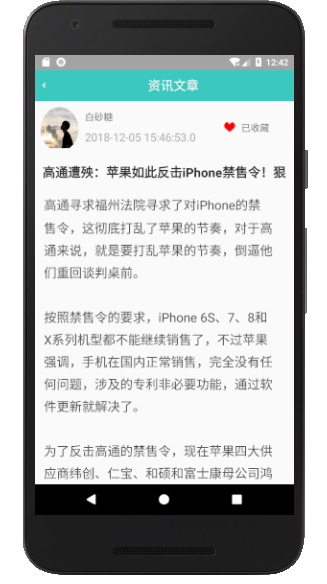 12:42
资讯文章
白砂糖
2018-12-05 15:46:53.0
已收藏
高通遭殃：苹果如此反击iPhone禁售令！狠
高通寻求福州法院寻求了对iPhone的禁
售令，这彻底打乱了苹果的节奏，对于高
通来说，就是要打乱苹果的节奏，倒逼他
们重回谈判桌前。
按照禁售令的要求，iPhone 6S、7、8和
X系列机型都不能继续销售了，不过苹果
强调，手机在国内正常销售，完全没有任
何问题，涉及的专利非必要功能，通过软
件更新就解决了。
为了反击高通的禁售令，现在苹果四大供
应商纬创、仁宝、和硕和富士康母公司鸿